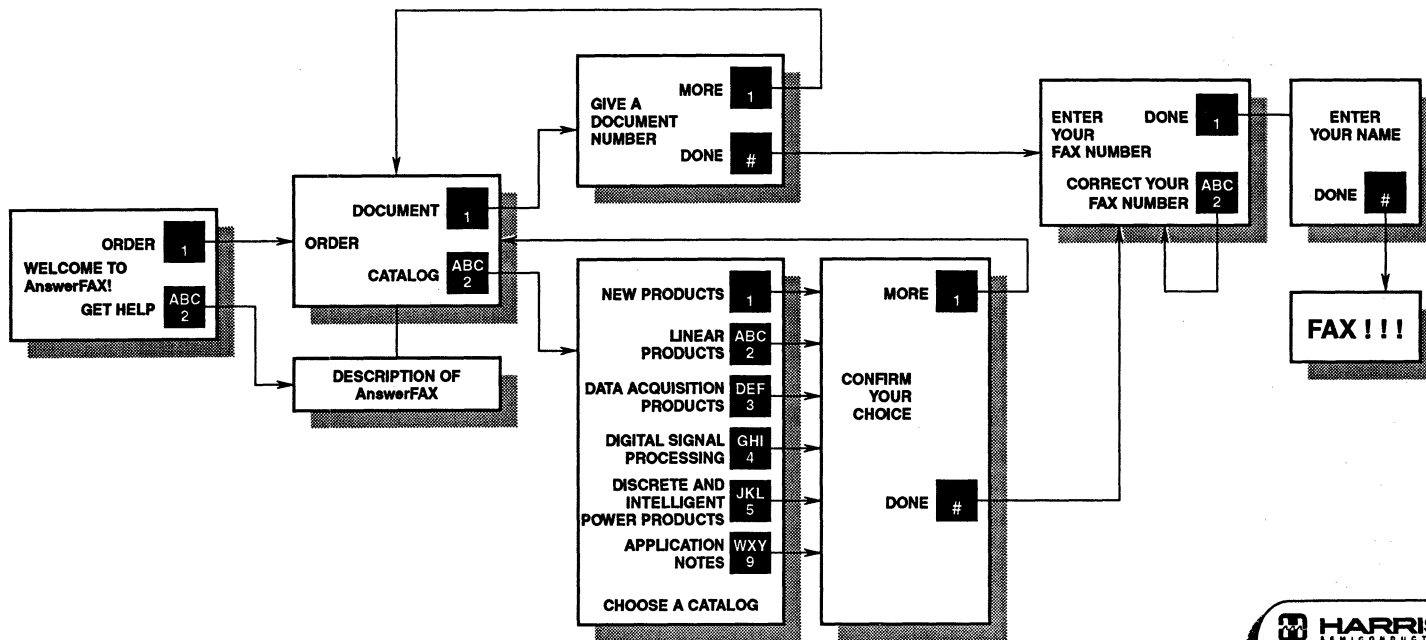 WELCOME TO
AnswerFAX!
ORDER
1
GET HELP
ABC
2
ORDER
DOCUMENT
1
CATALOG
ABC
2
DESCRIPTION OF
AnswerFAX
GIVE A
DOCUMENT
NUMBER
MORE
1
DONE
#
NEW PRODUCTS
1
LINEAR
PRODUCTS
ABC
2
DATA ACQUISITION
PRODUCTS
DEF
3
DIGITAL SIGNAL
PROCESSING
GHI
4
DISCRETE AND
INTELLIGENT
POWER PRODUCTS
JKL
5
APPLICATION
NOTES
WXY
9
CHOOSE A CATALOG
MORE
1
CONFIRM
YOUR
CHOICE
DONE
#
ENTER
YOUR
FAX NUMBER
DONE
1
CORRECT YOUR
FAX NUMBER
ABC
2
ENTER
YOUR NAME
DONE
#
FAX ! ! !